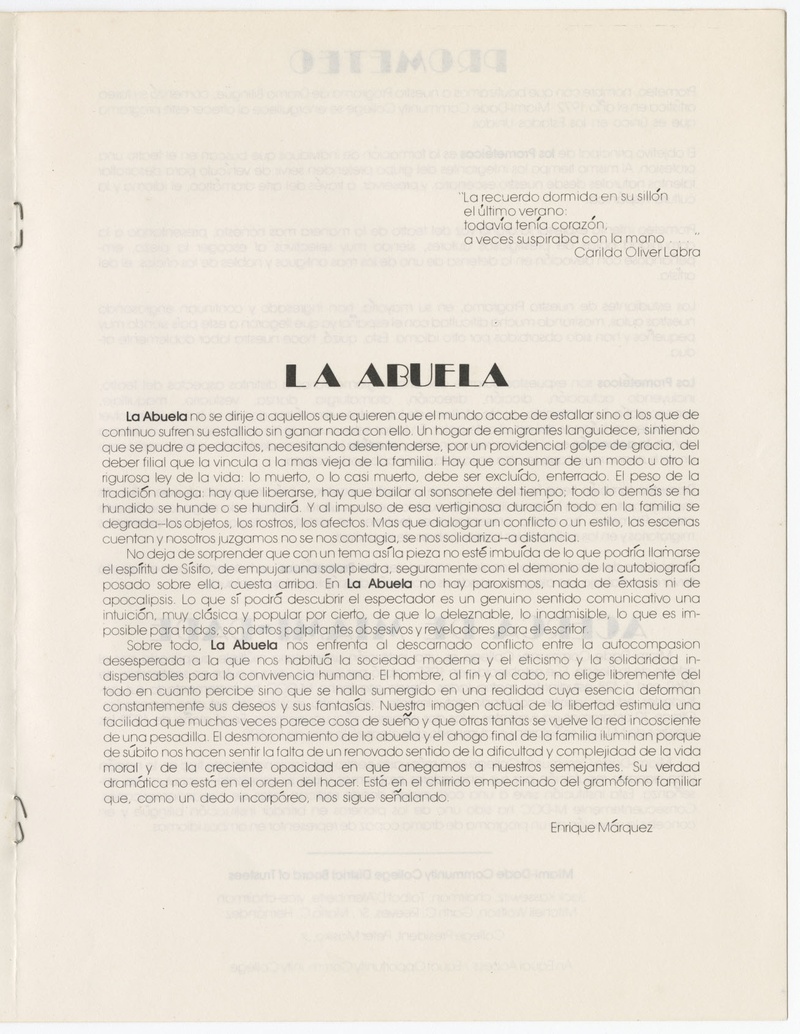 "La recuerdo dormida en su sillón
el último verano:
todavía tenía corazón,
a veces suspiraba con la mano . . . "
Carilda Oliver Labra
LA ABUELA
La Abuela no se dirije a aquellos que quieren que el mundo acabe de estallar sino a los que de
continuo sufren su estallido sin ganar nada con ello. Un hogar de emigrantes languidece, sintiendo
que se pudre a pedacitos, necesitando desentenderse, por un providencial golpe de gracia, del
deber filial que la vincula a la mas vieja de la familia. Hay que consumar de un modo u otro la
rigurosa ley de la vida: lo muerto, o lo casi muerto, debe ser excluído, enterrado. El peso de la
tradición ahoga: hay que liberarse, hay que bailar al sonsonete del tiempo; todo lo demás se ha
hundido se hunde o se hundirá. Y al impulso de esa vertiginosa duración todo en la familia se
degrada--los objetos, los rostros, los afectos. Mas que dialogar un conflicto o un estilo, las escenas
cuentan y nosotros juzgamos no se nos contagia, se nos solidariza--a distancia.
No deja de sorprender que con un tema así la pieza no esté imbuída de lo que podría llamarse
el espíritu de Sísifo, de empujar una sola piedra, seguramente con el demonio de la autobiografía
posado sobre ella, cuesta arriba. En La Abuela no hay paroxismos, nada de éxtasis ni de
apocalipsis. Lo que sí podrá descubrir el espectador es un genuino sentido comunicativo una
intuición, muy clásica y popular por cierto, de que lo deleznable, lo inadmisible, lo que es im-
posible para todos, son datos palpitantes obsesivos y reveladores para el escritor.
Sobre todo, La Abuela nos enfrenta al descarnado conflicto entre la autocompasion
desesperada a la que nos habituá la sociedad moderna y el eticismo y la solidaridad in-
dispensables para la convivencia humana. El hombre, al fin y al cabo, no elige libremente del
todo en cuanto percibe sino que se halla sumergido en una realidad cuya esencia deforman
constantemente sus deseos y sus fantasías. Nuestra imagen actual de la libertad estimula una
facilidad que muchas veces parece cosa de sueño y que otras tantas se vuelve la red incosciente
de una pesadilla. El desmoronamiento de la abuela y el ahogo final de la familia iluminan porque
de súbito nos hacen sentir la falta de un renovado sentido de la dificultad y complejidad de la vida
moral y de la creciente opacidad en que anegamos a nuestros semejantes. Su verdad
dramática no está en el orden del hacer. Está en el chirrido empecinado del gramófono familiar
que, como un dedo incorpóreo, nos sigue señalando.
Enrique Márquez